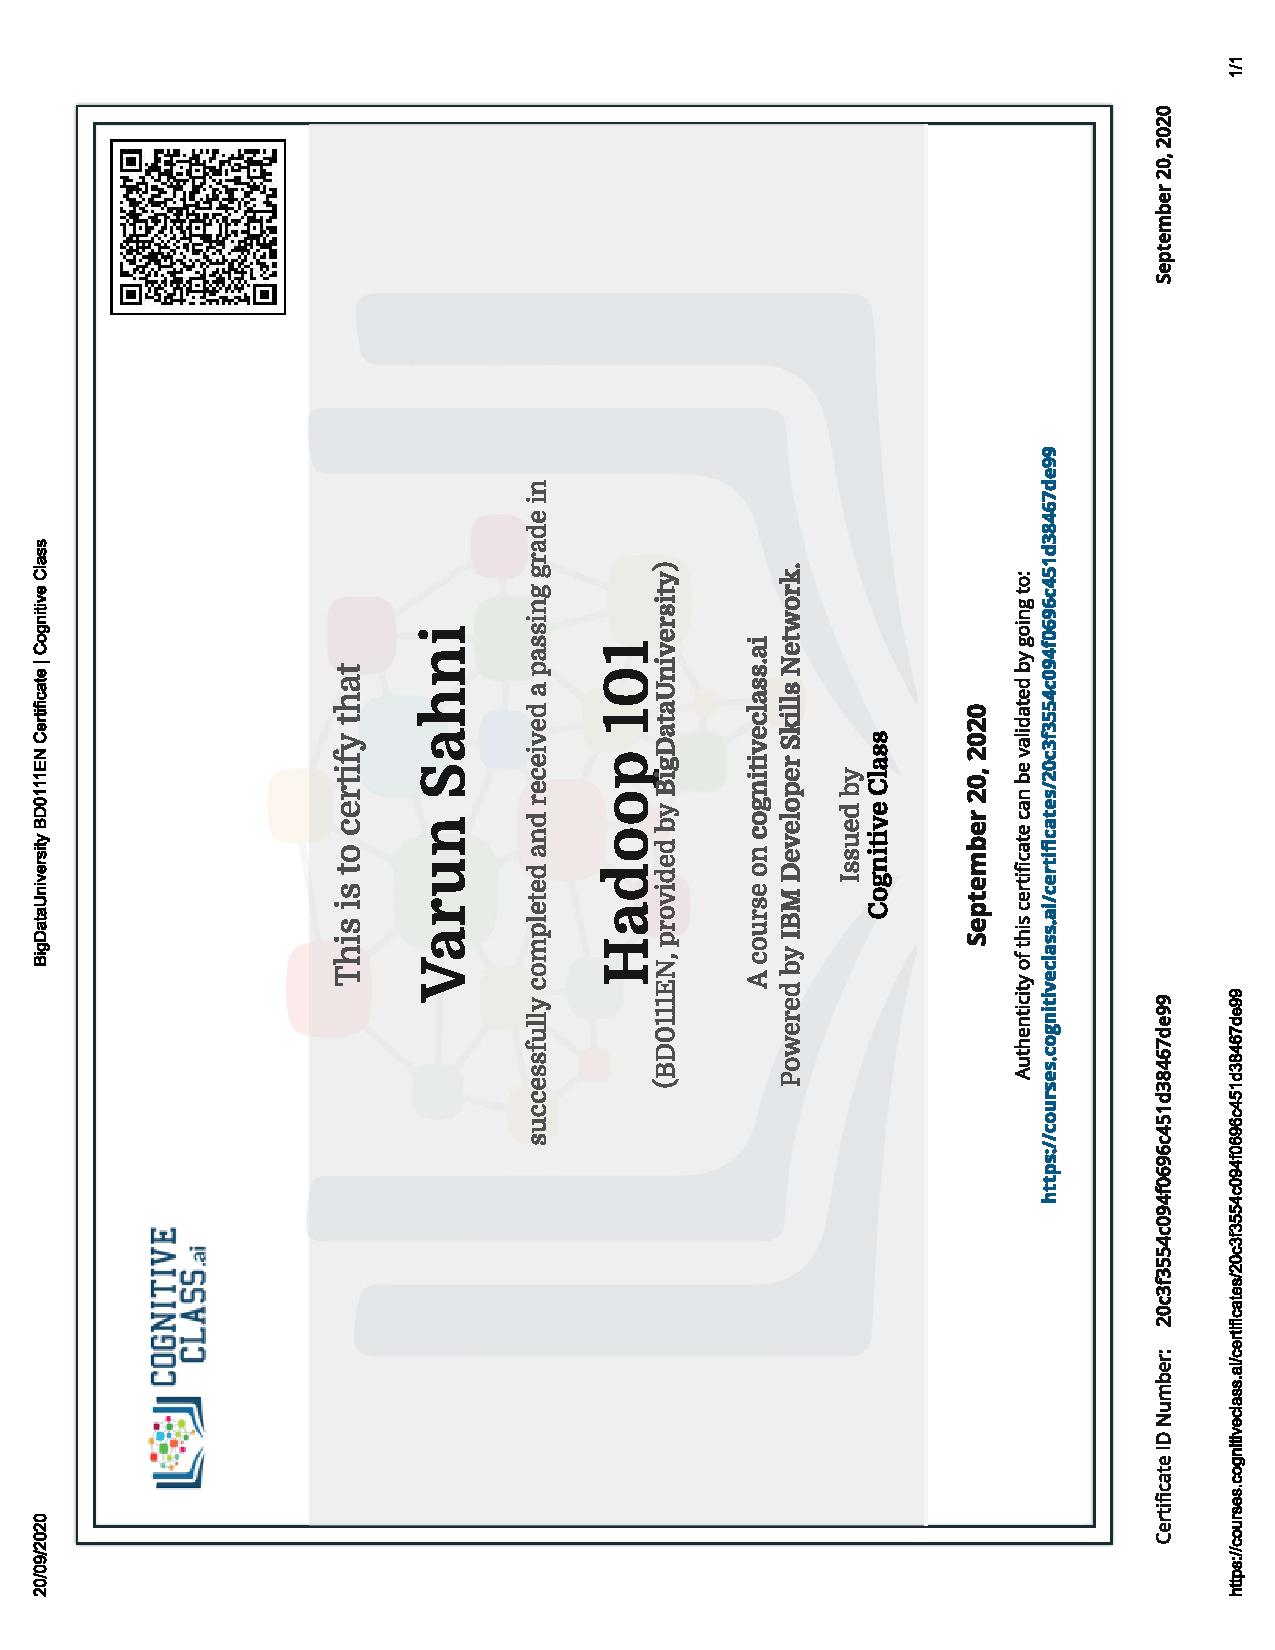 20/09/2020
BigDataUniversity BD0111EN Certificate | Cognitive Class
COGNITIVE
CLASS.ai
This is to certify that
Varun Sahni
successfully completed and received a passing grade in
Hadoop 101
(BD0111EN, provided by BigDataUniversity)
A course on cognitiveclass.ai
Powered by IBM Developer Skills Network.
Issued by
Cognitive Class
September 20, 2020
Authenticity of this certificate can be validated by going to:
https://courses.cognitiveclass.ai/certificates/20c3f3554c094f0696c451d38467de99
Certificate ID Number: 20c3f3554c094f0696c451d38467de99
September 20, 2020
https://courses.cognitiveclass.ai/certificates/20c3f3554c094f0696c451d38467de99
1/1